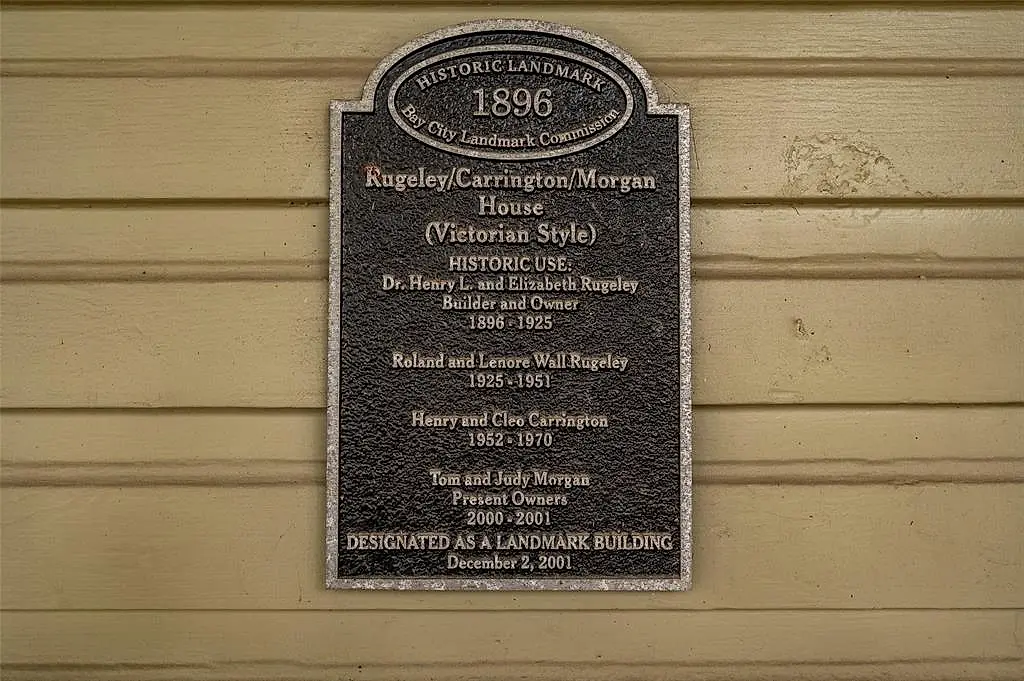 HISTORIC LANDMARK
1896
Bay City Landmark Commission
Rugeley/Carrington/Morgan
House
(Victorian Style)
HISTORIC USE:
Dr. Henry L. and Elizabeth Rugeley
Builder and Owner
1896 - 1925
Roland and Lenore Wall Rugeley
1925 - 1951
Henry and Cleo Carrington
1952 - 1970
Tom and Judy Morgan
Present Owners
2000 - 2001
DESIGNATED AS A LANDMARK BUILDING
December 2, 2001